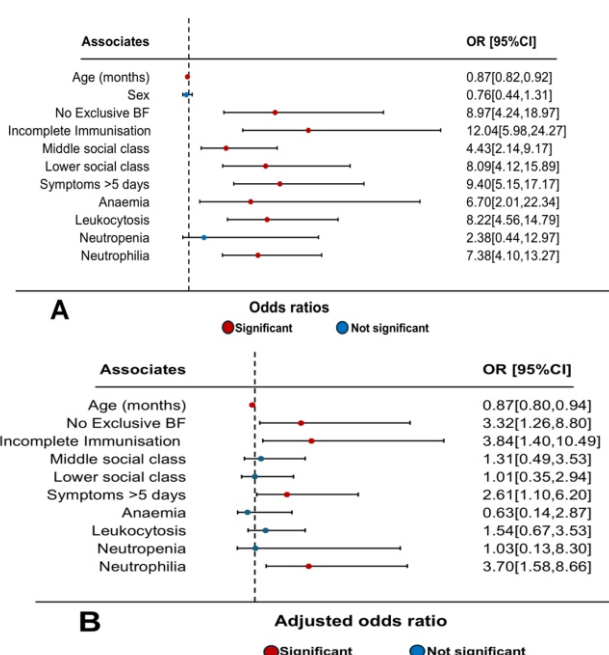 Associates OR [95%CI]
Age (months) 0.87[0.82,0.92]
Sex 0.76[0.44,1.31]
No Exclusive BF 8.97[4.24,18.97]
Incomplete Immunisation 12.04[5.98,24.27]
Middle social class 4.43[2.14,9.17]
Lower social class 8.09[4.12,15.89]
Symptoms >5 days 9.40[5.15,17.17]
Anaemia 6.70[2.01,22.34]
Leukocytosis 8.22[4.56,14.79]
Neutropenia 2.38[0.44,12.97]
Neutrophilia 7.38[4.10,13.27]
A Odds ratios
Significant Not significant
Associates OR [95%CI]
Age (months) 0.87[0.80,0.94]
No Exclusive BF 3.32[1.26,8.80]
Incomplete Immunisation 3.84[1.40,10.49]
Middle social class 1.31[0.49,3.53]
Lower social class 1.01[0.35,2.94]
Symptoms >5 days 2.61[1.10,6.20]
Anaemia 0.63[0.14,2.87]
Leukocytosis 1.54[0.67,3.53]
Neutropenia 1.03[0.13,8.30]
Neutrophilia 3.70[1.58,8.66]
B Adjusted odds ratio
Significant Not significant